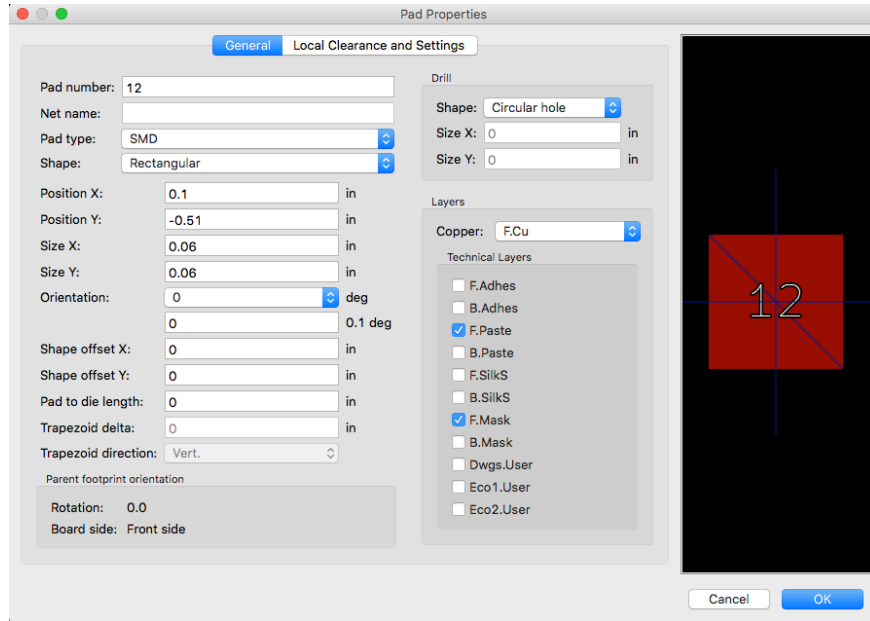 Pad Properties
General Local Clearance and Settings
Pad number: 12
Net name:
Pad type: SMD
Shape: Rectangular
Position X: 0.1 in
Position Y: -0.51 in
Size X: 0.06 in
Size Y: 0.06 in
Orientation: 0 deg
0 0.1 deg
Shape offset X: 0 in
Shape offset Y: 0 in
Pad to die length: 0 in
Trapezoid delta: 0 in
Trapezoid direction: Vert.
Parent footprint orientation
Rotation: 0.0
Board side: Front side
Drill
Shape: Circular hole
Size X: 0 in
Size Y: 0 in
Layers
Copper: F.Cu
Technical Layers
F.Adhes
B.Adhes
F.Paste
B.Paste
F.SilkS
B.SilkS
F.Mask
B.Mask
Dwgs.User
Eco1.User
Eco2.User
12
Cancel OK